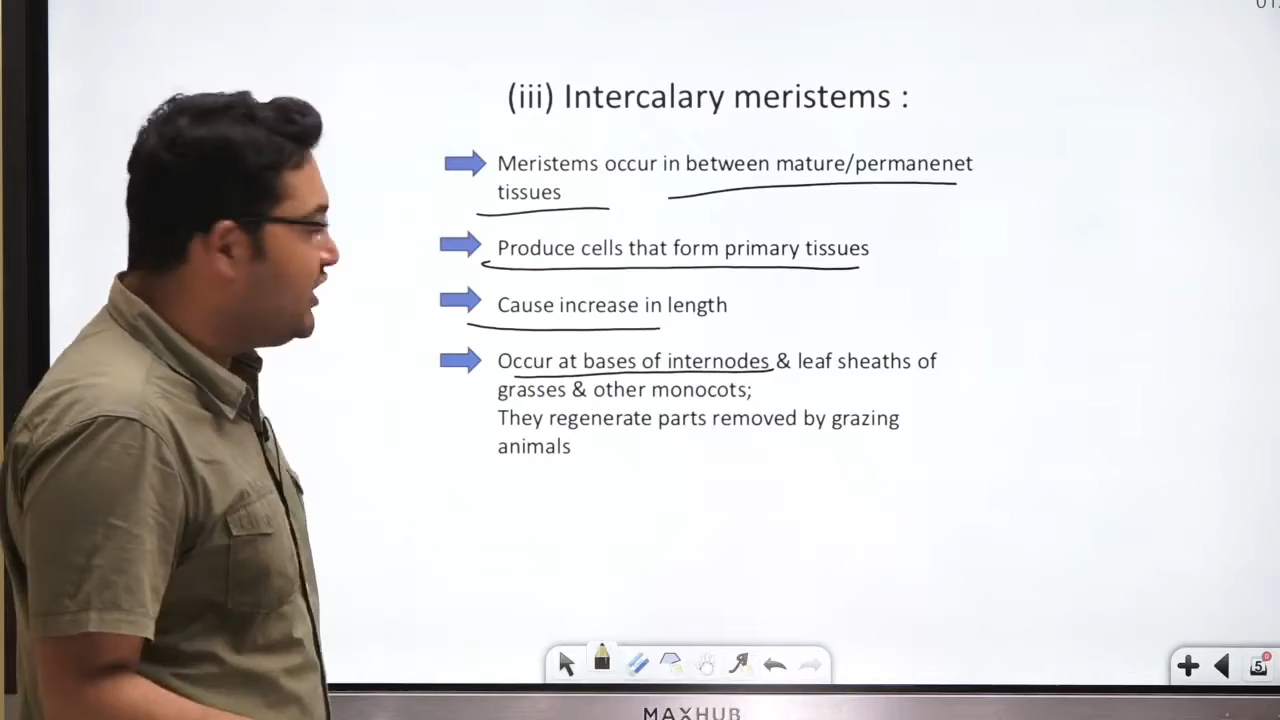 01:
(iii) Intercalary meristems :
Meristems occur in between mature/permanenet
tissues
Produce cells that form primary tissues
Cause increase in length
Occur at bases of internodes & leaf sheaths of
grasses & other monocots;
They regenerate parts removed by grazing
animals
5
MAXHUB